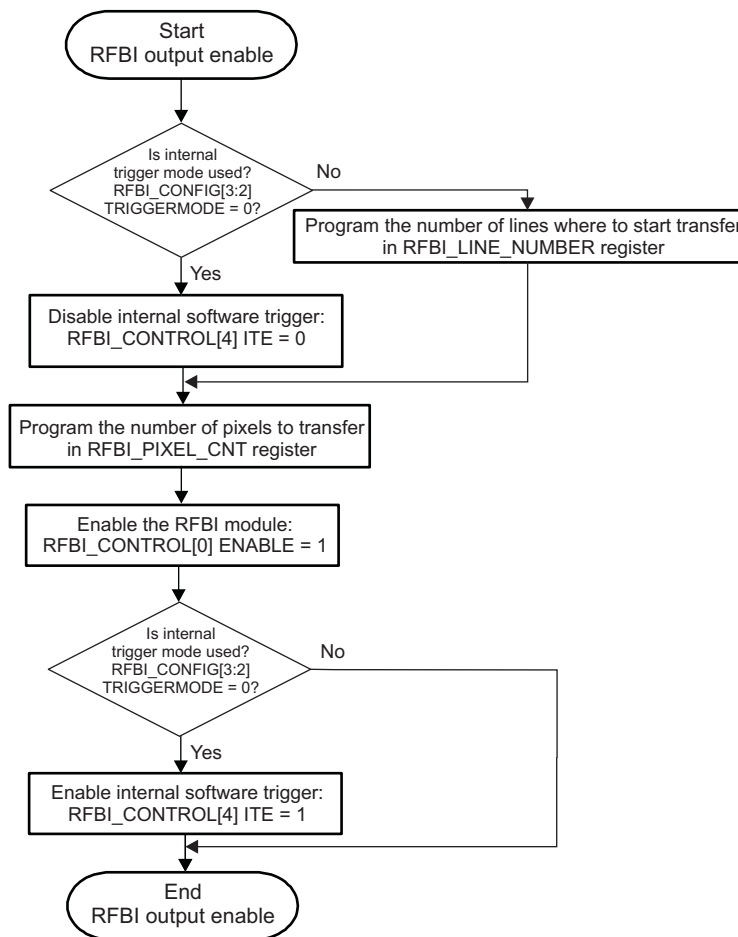 Start
RFBI output enable
Is internal
trigger mode used?
RFBI_CONFIG[3:2]
TRIGGERMODE = 0?
No
Program the number of lines where to start transfer
in RFBI_LINE_NUMBER register
Yes
Disable internal software trigger:
RFBI_CONTROL[4] ITE = 0
Program the number of pixels to transfer
in RFBI_PIXEL_CNT register
Enable the RFBI module:
RFBI_CONTROL[0] ENABLE = 1
Is internal
trigger mode used?
RFBI_CONFIG[3:2]
TRIGGERMODE = 0?
No
Yes
Enable internal software trigger:
RFBI_CONTROL[4] ITE = 1
End
RFBI output enable